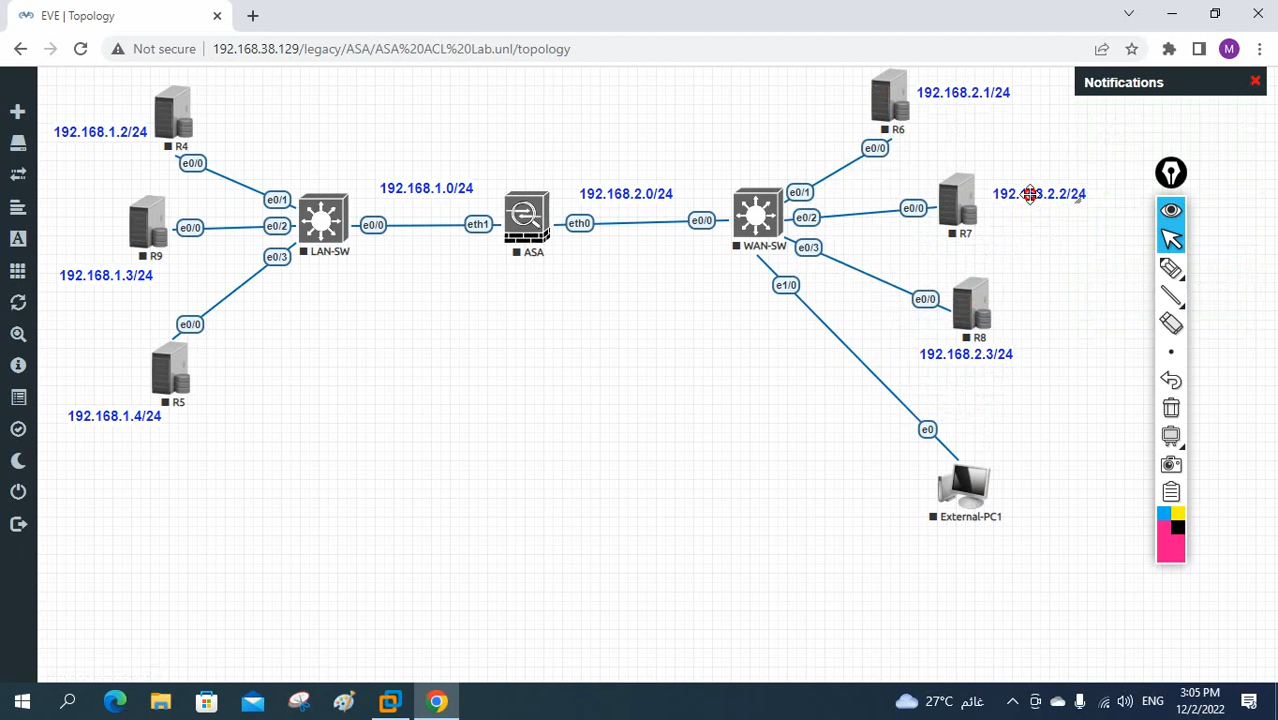 EVE | Topology
Not secure
192.168.38.129/legacy/ASA/ASA%20ACL%20Lab.unl/topology
M
Notifications
192.168.2.1/24
R6
e0/0
192.168.1.2/24
R4
e0/0
e0/1
192.168.1.0/24
192.168.2.0/24
e0/1
e0/0
R7
R9
e0/0
e0/2
LAN-SW
e0/0
eth1
ASA
eth0
e0/0
WAN-SW
e0/2
192.168.1.3/24
e0/3
e0/3
e1/0
e0/0
R8
192.168.2.3/24
e0/0
R5
192.168.1.4/24
e0
External-PC1
A
27°C غائم
ENG
3:05 PM
12/2/2022